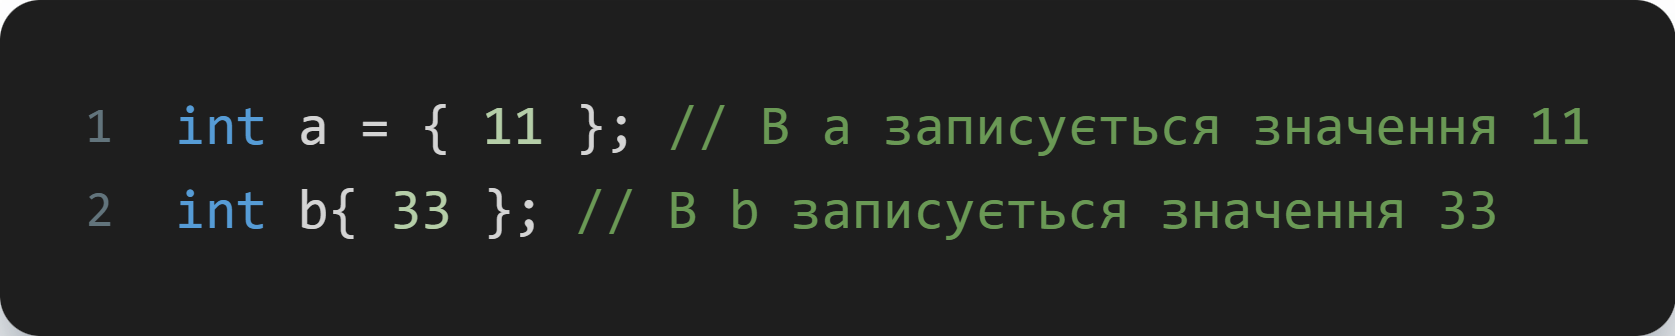 1 int a = { 11 }; // В a записується значення 11
2 int b{ 33 }; // В b записується значення 33